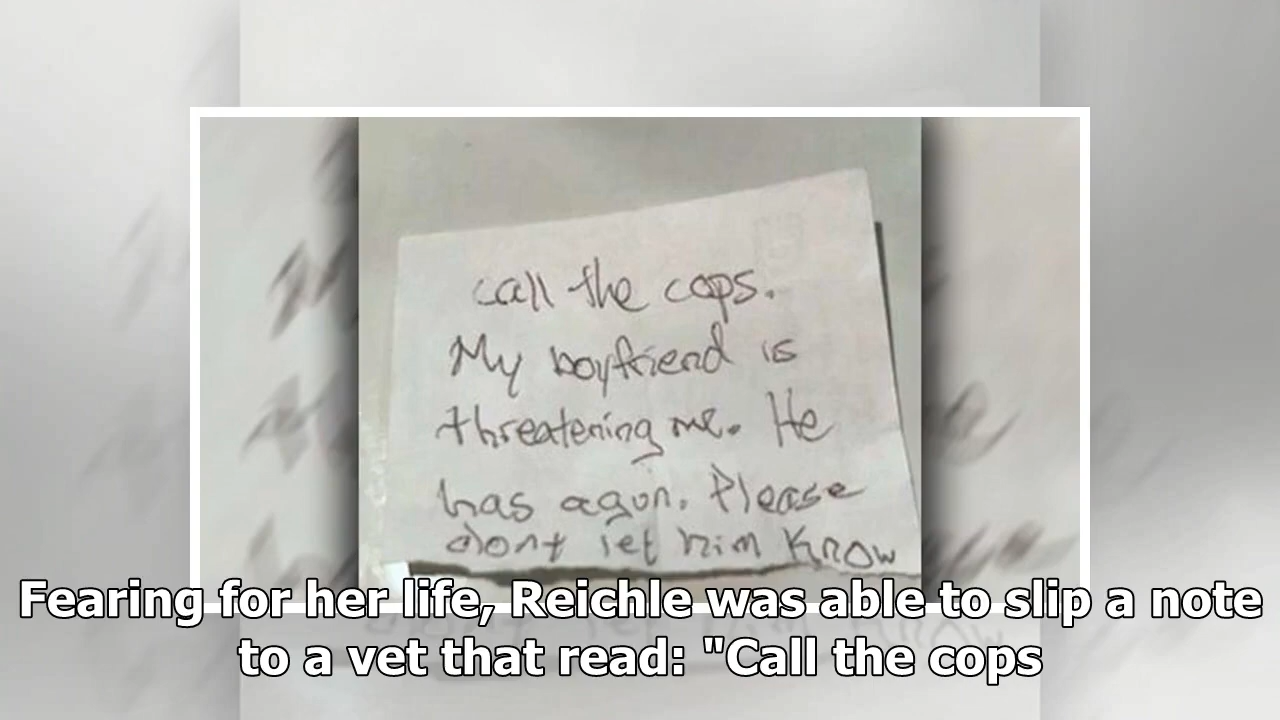 call the cops.
My boyfriend is
threatening me. He
has a gun. Please
dont let him know
Fearing for her life, Reichle was able to slip a note
to a vet that read: "Call the cops